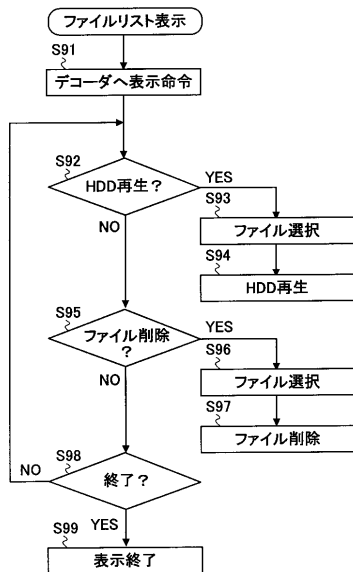 ファイルリスト表示
S91
デコーダへ表示命令
S92
HDD再生？
YES
NO
S93
ファイル選択
S94
HDD再生
S95
ファイル削除
？
YES
NO
S96
ファイル選択
S97
ファイル削除
S98
終了？
NO
YES
S99
表示終了